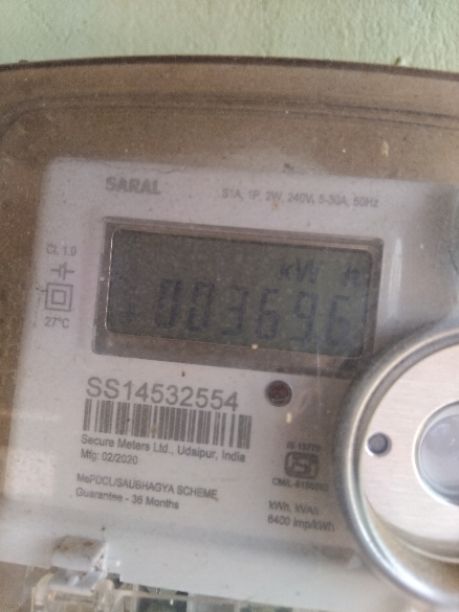 SARAL
S1A, 1P, 2W, 240V, 5-30A, 50Hz
CL 1.0
kW h
003696
27°C
SS14532554
Secure Meters Ltd., Udaipur, India
Mfg: 02/2020
IS 13779
MePDCL/SAUBHAGYA SCHEME
Guarantee - 36 Months
kWh, kVAh
6400 imp/kWh